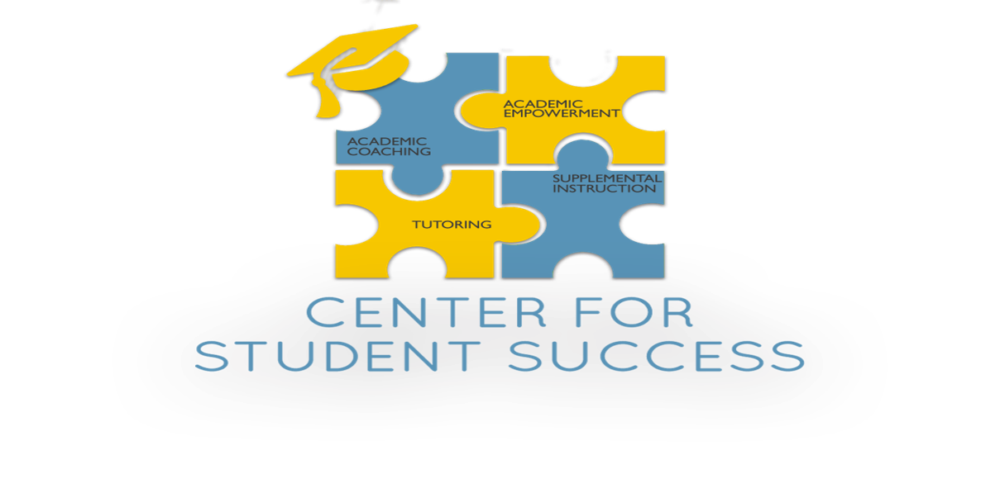 ACADEMIC
EMPOWERMENT
ACADEMIC
COACHING
SUPPLEMENTAL
INSTRUCTION
TUTORING
CENTER FOR
STUDENT SUCCESS